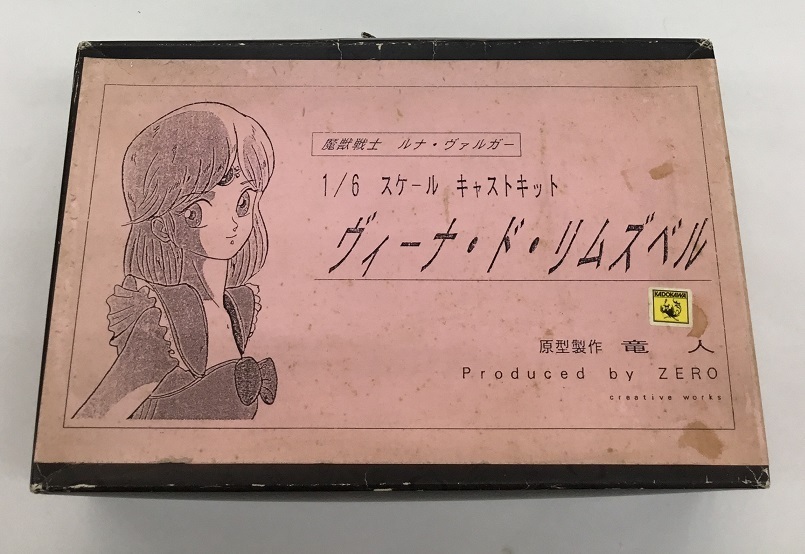 魔獣戦士 ルナ・ヴァルガー
1/6 スケール キャストキット
ヴィーナ・ド・リムズベル
KADOKAWA
原型製作 竜 人
Produced by ZERO
creative works